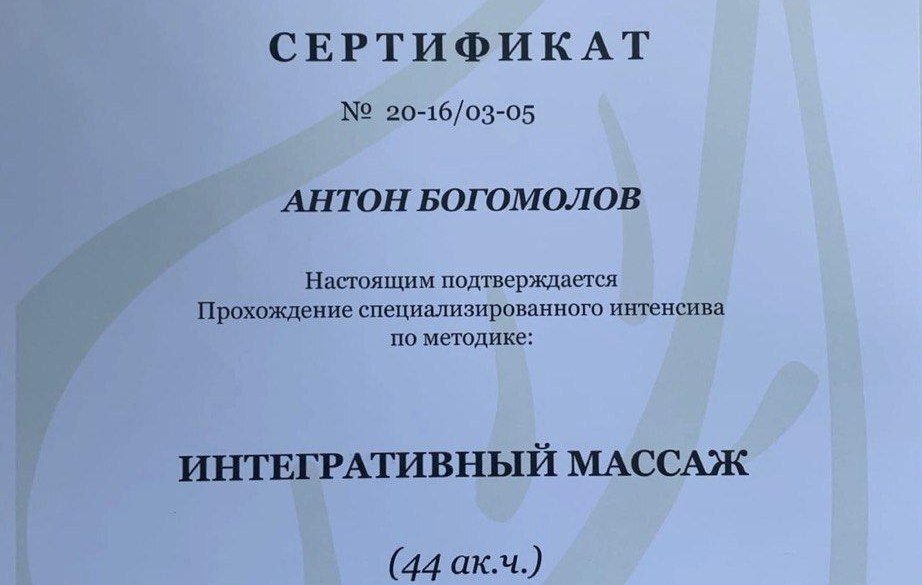 СЕРТИФИКАТ
№ 20-16/03-05
АНТОН БОГОМОЛОВ
Настоящим подтверждается
Прохождение специализированного интенсива
по методике:
ИНТЕГРАТИВНЫЙ МАССАЖ
(44 ак.ч.)